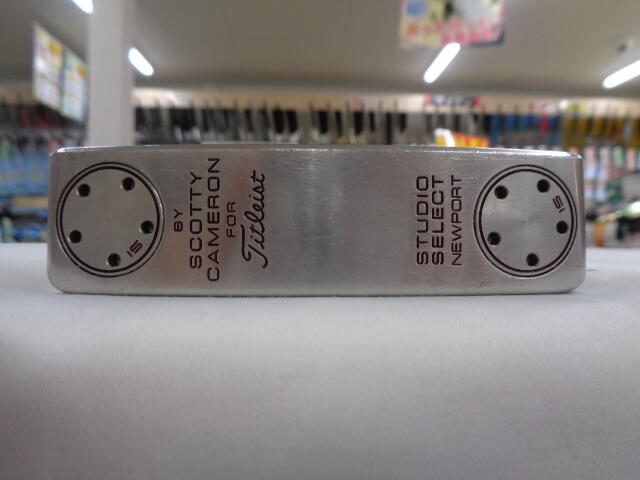 BY
SCOTTY
CAMERON
FOR
Titleist
STUDIO
SELECT
NEWPORT
15
15